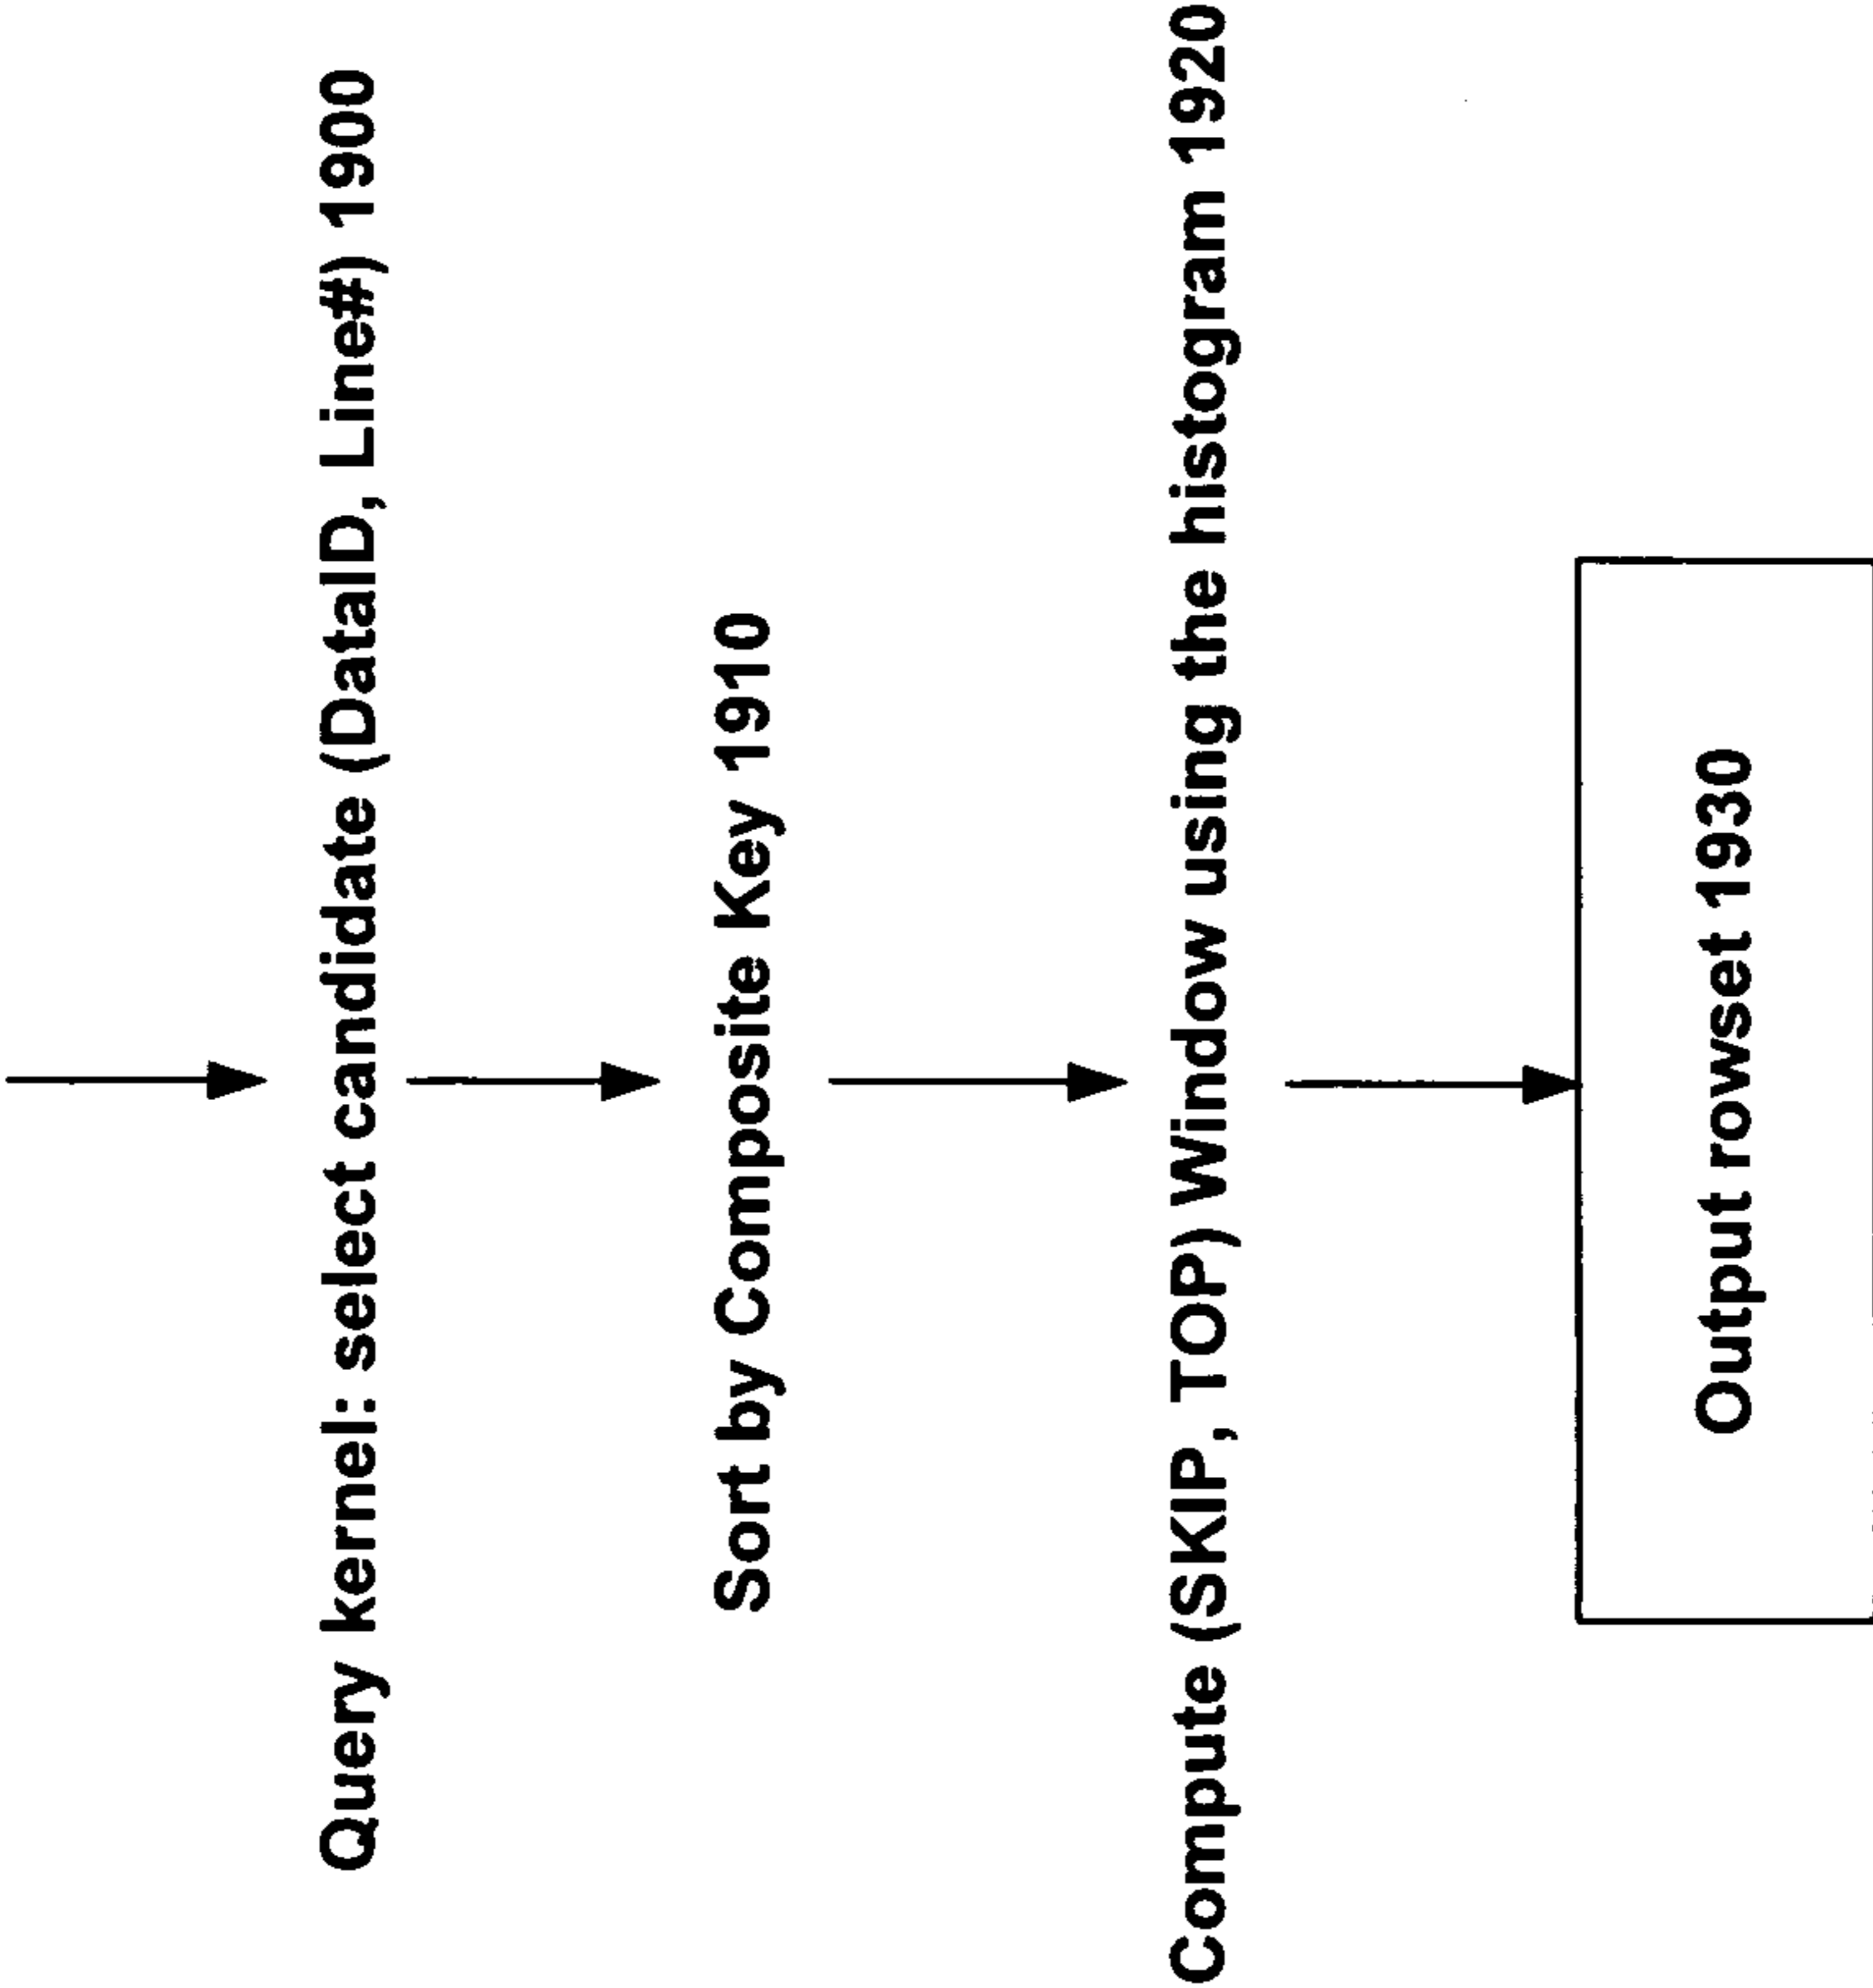 Query kernel: select candidate (DataID, Line#) 1900
Sort by Composite Key 1910
Compute (SKIP, TOP) Window using the histogram 1920
Output rowset 1930